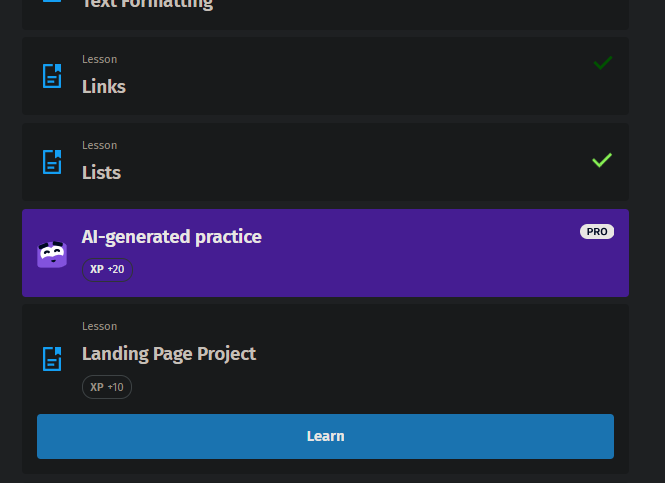 Text Formatting
Lesson
Links
Lesson
Lists
AI-generated practice
PRO
XP +20
Lesson
Landing Page Project
XP +10
Learn